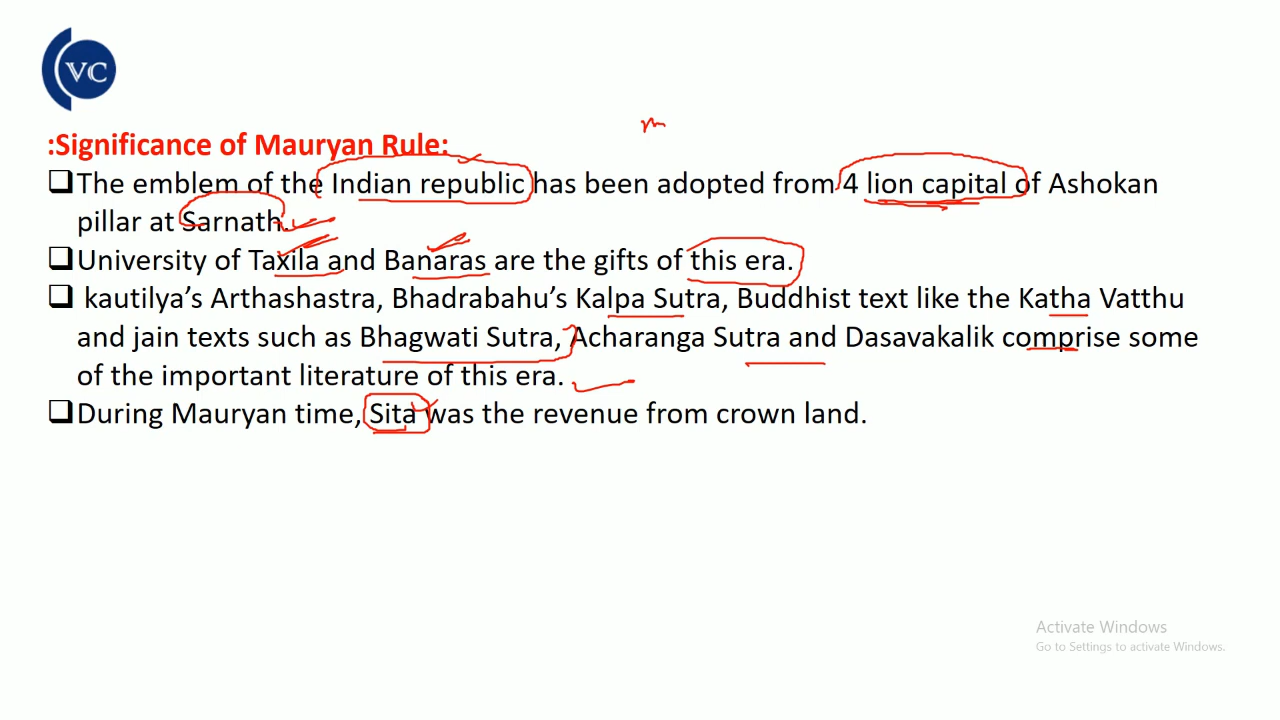 VC
m
:Significance of Mauryan Rule:
❑The emblem of the Indian republic has been adopted from 4 lion capital of Ashokan
pillar at Sarnath.
❑University of Taxila and Banaras are the gifts of this era.
❑ kautilya’s Arthashastra, Bhadrabahu’s Kalpa Sutra, Buddhist text like the Katha Vatthu
and jain texts such as Bhagwati Sutra, Acharanga Sutra and Dasavakalik comprise some
of the important literature of this era.
❑During Mauryan time, Sita was the revenue from crown land.
Activate Windows
Go to Settings to activate Windows.